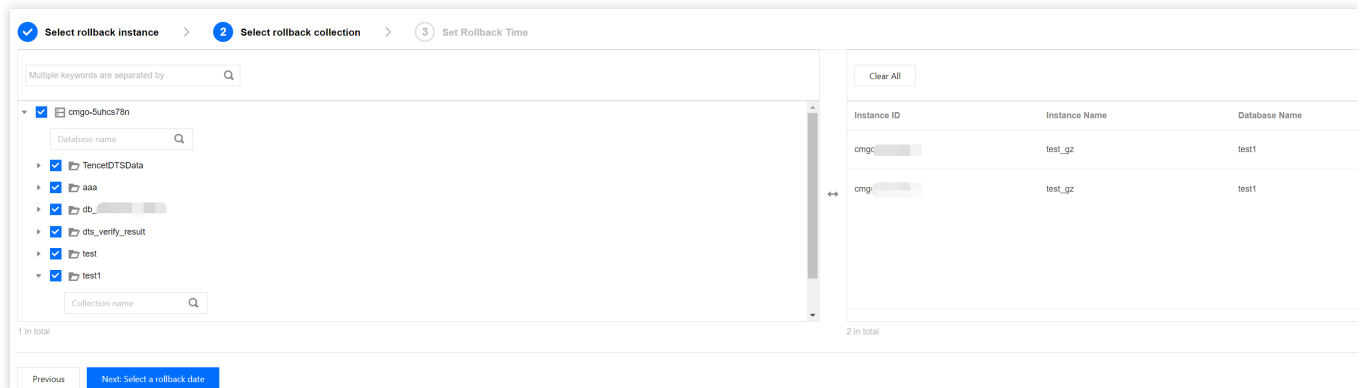 Select rollback instance > 2 Select rollback collection > 3 Set Rollback Time
Multiple keywords are separated by
Clear All
cmgo-5uhcs78n
Database name
TencetDTSData
aaa
db_
dts_verify_result
test
test1
Collection name
1 in total
Instance ID Instance Name Database Name
cmgo test_gz test1
cmg test_gz test1
2 in total
Previous Next: Select a rollback date